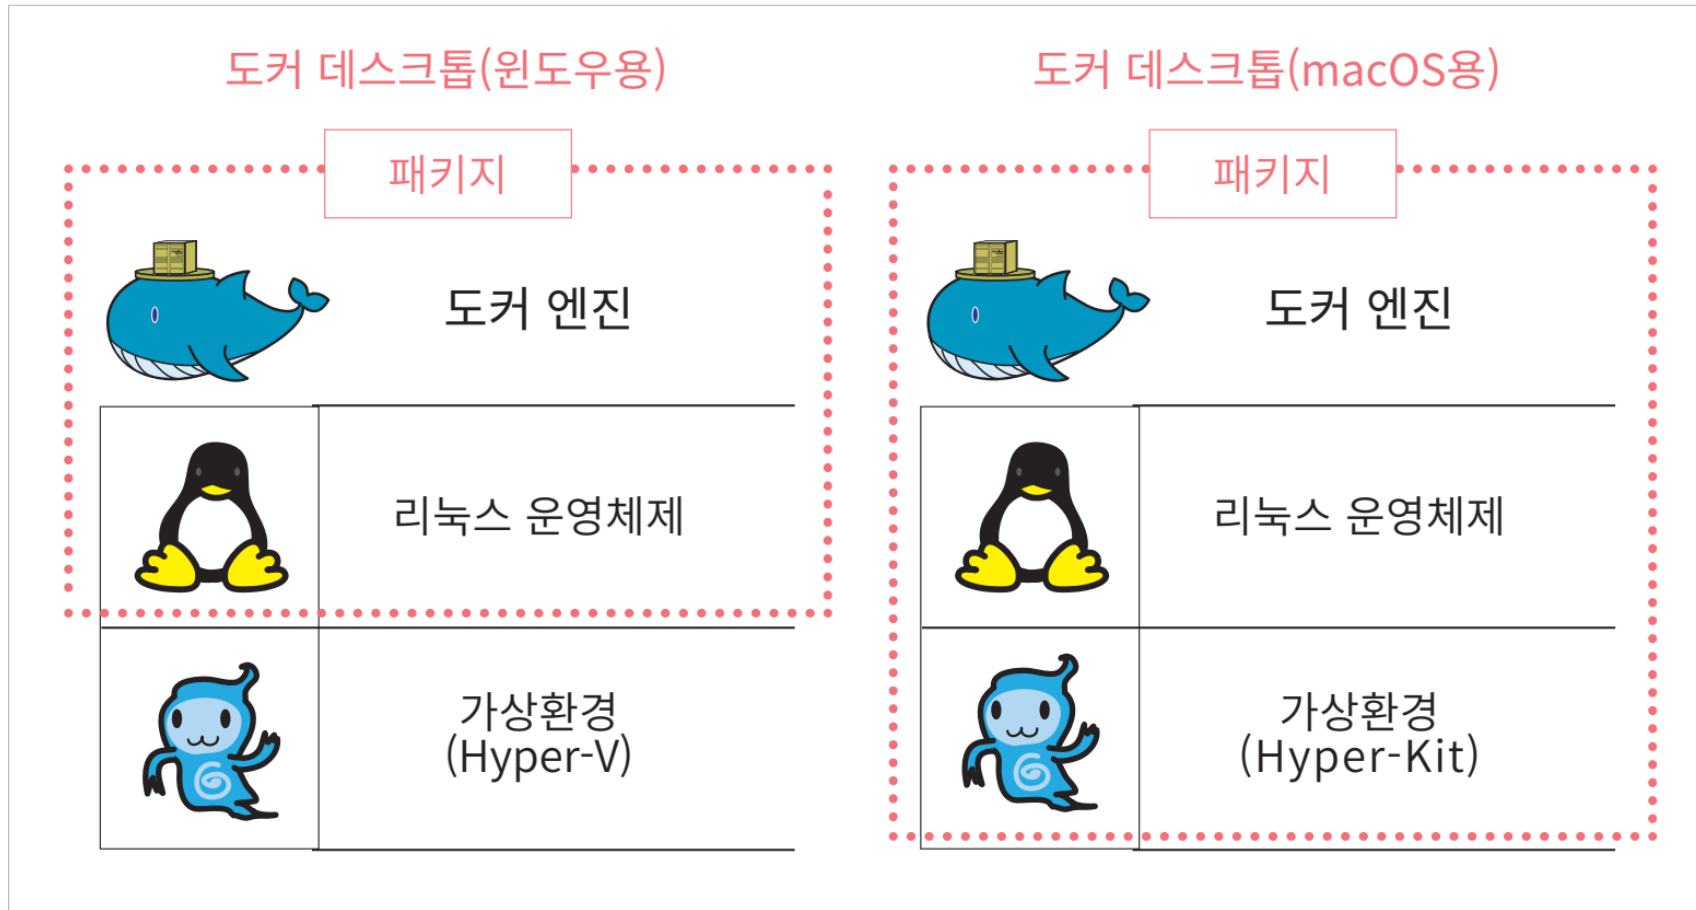 도커 데스크톱(윈도우용)
패키지
도커 엔진
리눅스 운영체제
가상환경
(Hyper-V)
도커 데스크톱(macOS용)
패키지
도커 엔진
리눅스 운영체제
가상환경
(Hyper-Kit)